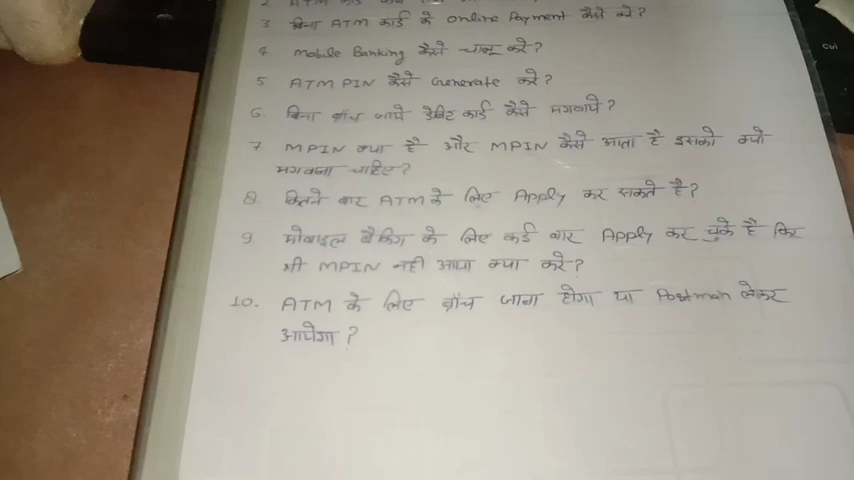 2 ATM कार्ड
3 बिना ATM कार्ड के online Payment कैसे करे?
4 Mobile Banking कैसे चालू करे?
5 ATM PIN कैसे Generate करे?
6. बिना ब्रॉच जाये डेबिट कार्ड कैसे मगवाये?
7 MPIN क्या है और MPIN कैसे आता है इसको क्यो
मगवाना चाहिए?
8 कितने बार ATM के लिए Apply कर सकते है?
9 मोबाइल बैकिंग के लिए कई बार Apply कर चुके है फिर
भी MPIN नही आया क्या करे?
10. ATM के लिए ब्रॉच जाना होगा या Postman लेकर
आयेगा?